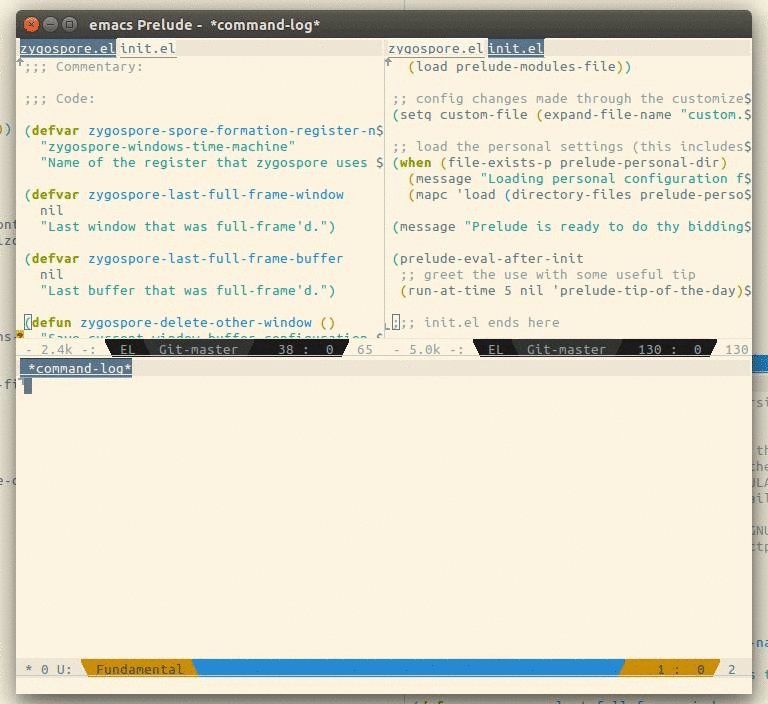 emacs Prelude - *command-log*
zygospore.el init.el
;;; Commentary:
;;; Code:
(defvar zygospore-spore-formation-register-n$
"zygospore-windows-time-machine"
"Name of the register that zygospore uses $
(defvar zygospore-last-full-frame-window
nil
"Last window that was full-frame'd.")
(defvar zygospore-last-full-frame-buffer
nil
"Last buffer that was full-frame'd.")
(defun zygospore-delete-other-window ()
- 2.4k -: EL Git-master 38 : 0 65
zygospore.el init.el
(load prelude-modules-file))
;; config changes made through the customize$
(setq custom-file (expand-file-name "custom.$
;; load the personal settings (this includes$
(when (file-exists-p prelude-personal-dir)
(message "Loading personal configuration f$
(mapc 'load (directory-files prelude-perso$
(message "Prelude is ready to do thy bidding$
(prelude-eval-after-init
;; greet the use with some useful tip
(run-at-time 5 nil 'prelude-tip-of-the-day)$
;;; init.el ends here
- 5.0k -: EL Git-master 130 : 0 130
*command-log*
* 0 U: Fundamental 1 : 0 2